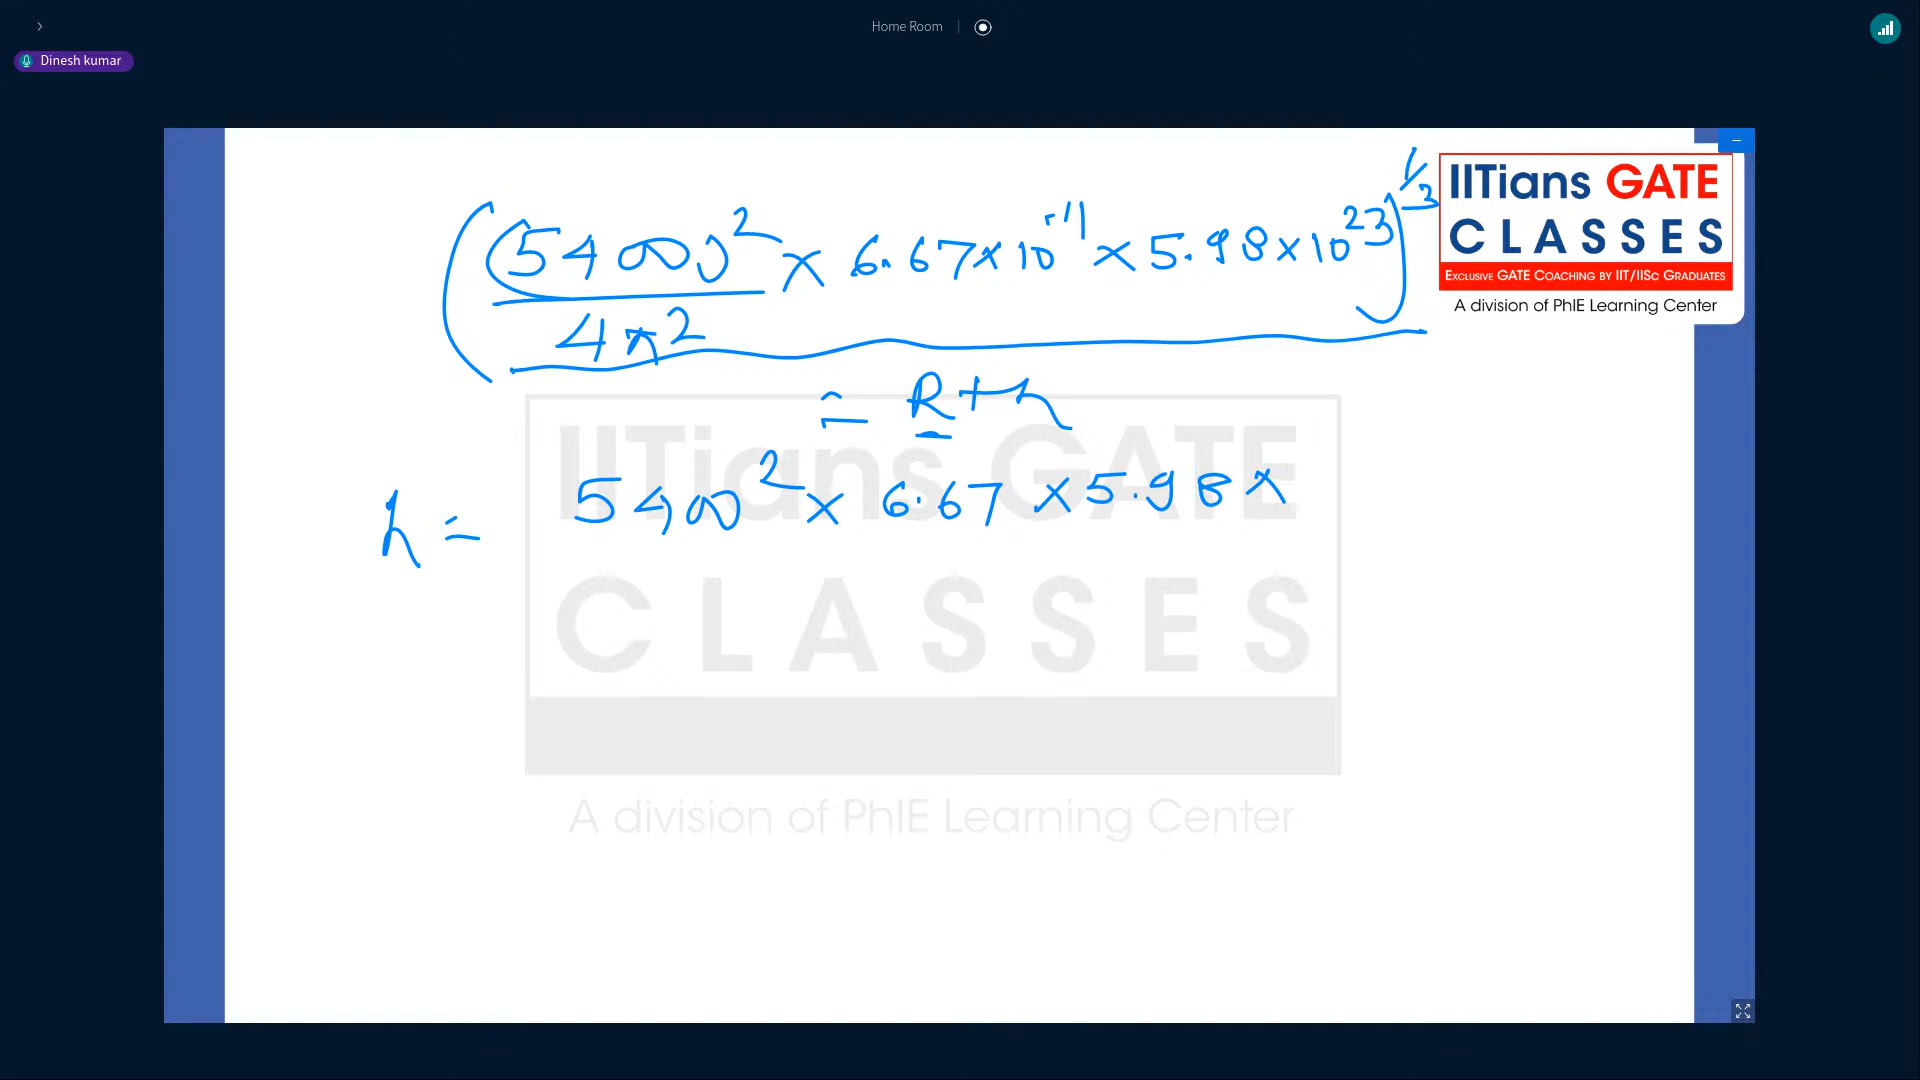 Home Room
Dinesh kumar
IITians GATE
CLASSES
EXCLUSIVE GATE COACHING BY IIT/IISC GRADUATES
A division of PhIE Learning Center
((5400)² × 6.67×10⁻¹¹ × 5.98×10²³)^1/3
4π²
= R+h
h = 5400² × 6.67 × 5.98 ×
IITians GATE
CLASSES
A division of PhIE Learning Center